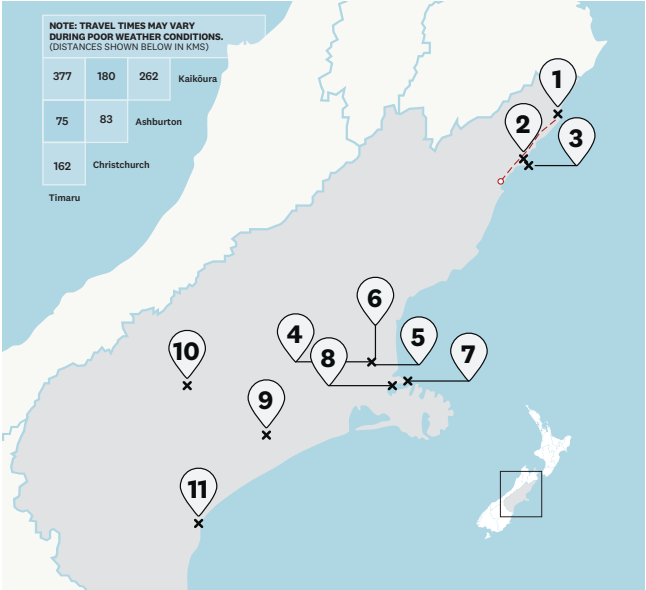 NOTE: TRAVEL TIMES MAY VARY
DURING POOR WEATHER CONDITIONS.
(DISTANCES SHOWN BELOW IN KMS)
377 180 262 Kaikōura
75 83 Ashburton
162 Christchurch
Timaru
1
2
3
6
4
5
8
7
10
9
11